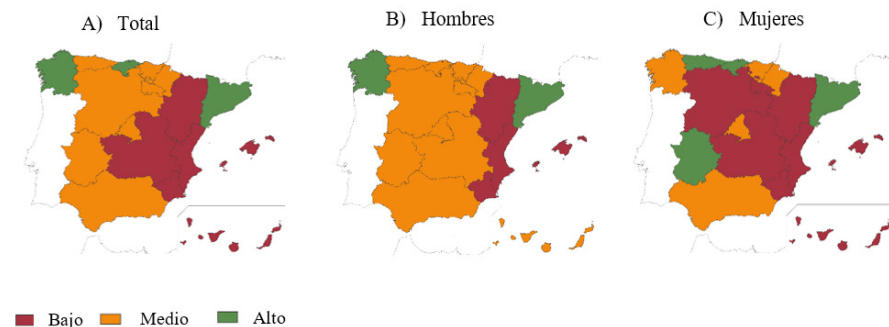 A) Total
B) Hombres
C) Mujeres
Bajo
Medio
Alto